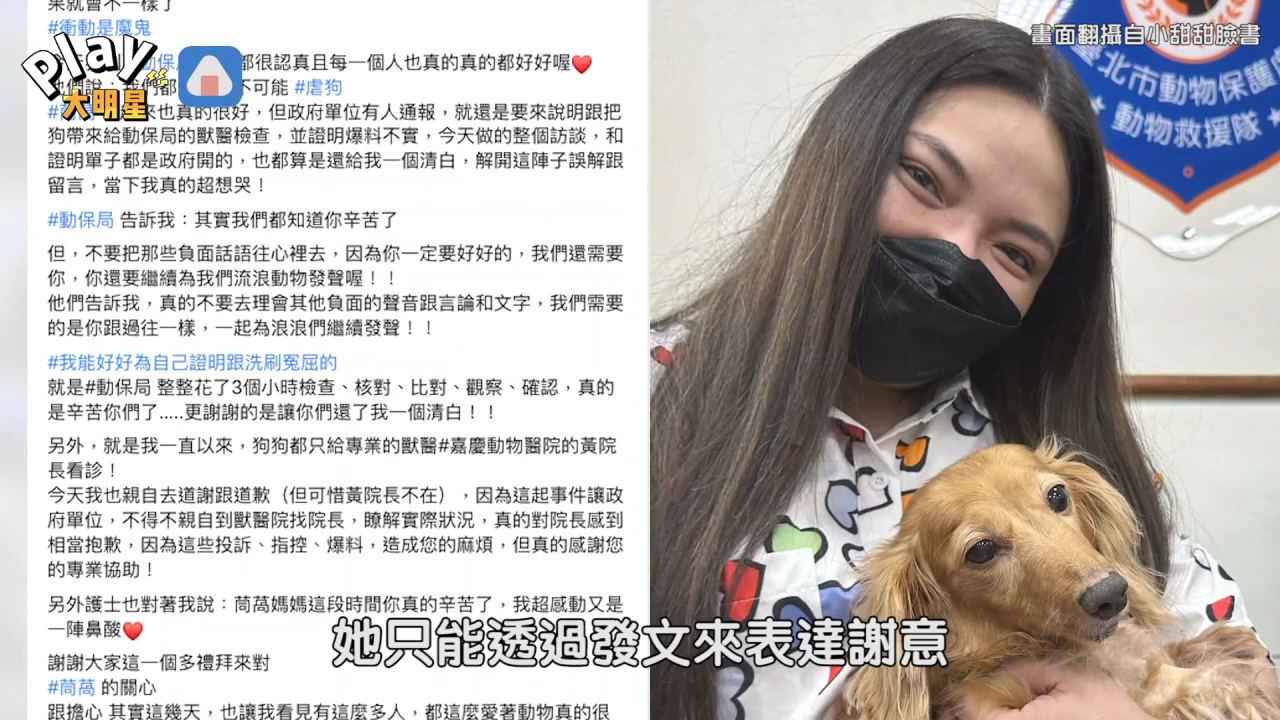 果就會不一樣了
#衝動是魔鬼
都很認真且每一個人也真的真的都好好喔❤️
不可能 #虐狗
來也真的很好，但政府單位有人通報，就還是要來說明跟把
狗帶來給動保局的獸醫檢查，並證明爆料不實，今天做的整個訪談，和
證明單子都是政府開的，也都算是還給我一個清白，解開這陣子誤解跟
留言，當下我真的超想哭！
#動保局 告訴我：其實我們都知道你辛苦了
但，不要把那些負面話語往心裡去，因為你一定要好好的，我們還需要
你，你還要繼續為我們流浪動物發聲喔！！
他們告訴我，真的不要去理會其他負面的聲音跟言論和文字，我們需要
的是你跟過往一樣，一起為浪浪們繼續發聲！！
#我能好好為自己證明跟洗刷冤屈的
就是#動保局 整整花了3個小時檢查、核對、比對、觀察、確認，真的
是辛苦你們了.....更謝謝的是讓你們還了我一個清白！！
另外，就是我一直以來，狗狗都只給專業的獸醫#嘉慶動物醫院的黃院
長看診！
今天我也親自去道謝跟道歉（但可惜黃院長不在），因為這起事件讓政
府單位，不得不親自到獸醫院找院長，瞭解實際狀況，真的對院長感到
相當抱歉，因為這些投訴、指控、爆料，造成您的麻煩，但真的感謝您
的專業協助！
另外護士也對著我說：茼萵媽媽這段時間你真的辛苦了，我超感動又是
一陣鼻酸❤️
謝謝大家這一個多禮拜來對
#茼萵 的關心
跟擔心 其實這幾天，也讓我看見有這麼多人，都這麼愛著動物真的很
Play
大明星
畫面翻攝自小甜甜臉書
臺北市動物保護
動物救援隊
她只能透過發文來表達謝意